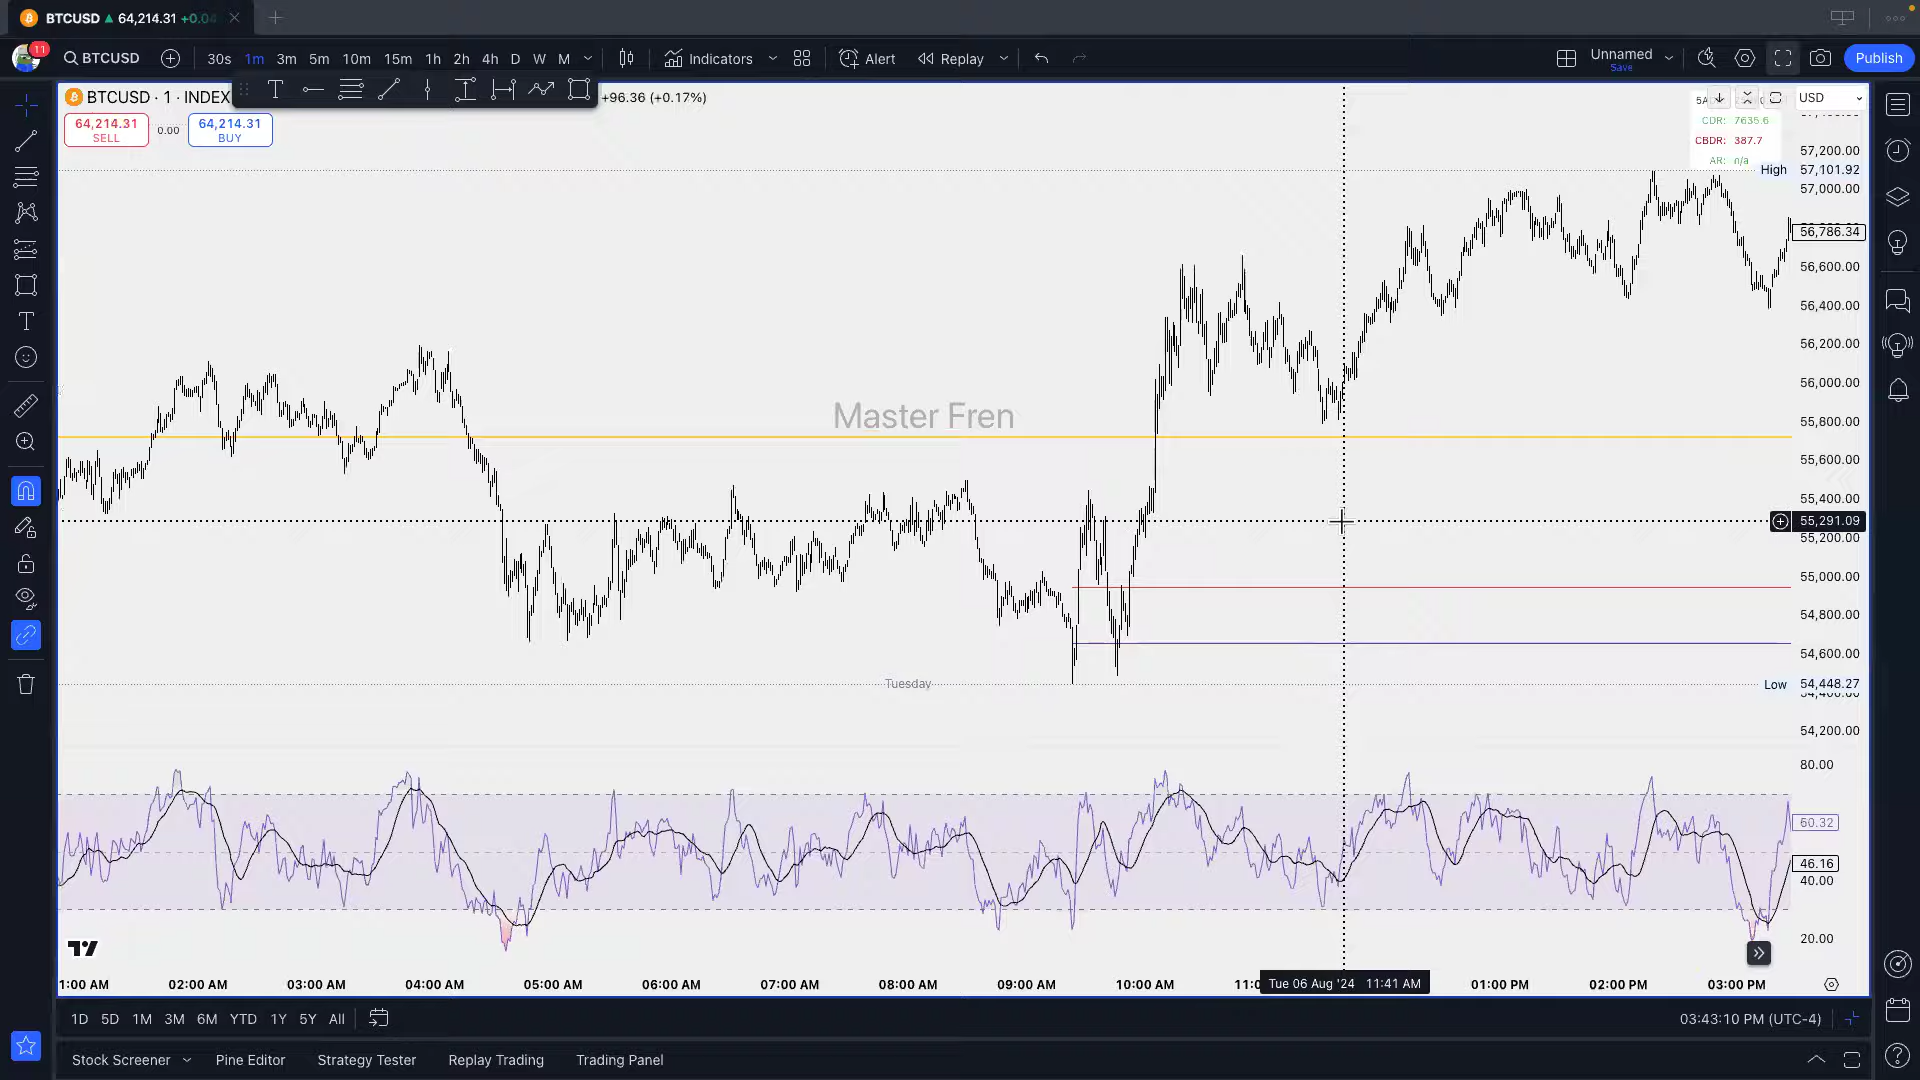 BTCUSD ▲ 64,214.31 +0.04
11
BTCUSD 30s 1m 3m 5m 10m 15m 1h 2h 4h D W M Indicators Alert Replay Unnamed Save Publish
BTCUSD · 1 · INDEX +96.36 (+0.17%)
64,214.31 SELL
0.00
64,214.31 BUY
USD
CDR: 7635.6
CBDR: 387.7
AR: n/a
57,200.00
High 57,101.92
57,000.00
56,786.34
56,600.00
56,400.00
56,200.00
56,000.00
55,800.00
55,600.00
55,400.00
55,291.09
55,200.00
55,000.00
54,800.00
54,600.00
Low 54,448.27
54,200.00
Master Fren
Tuesday
80.00
60.32
46.16
40.00
20.00
1:00 AM 02:00 AM 03:00 AM 04:00 AM 05:00 AM 06:00 AM 07:00 AM 08:00 AM 09:00 AM 10:00 AM 11:0 Tue 06 Aug '24 11:41 AM 01:00 PM 02:00 PM 03:00 PM
1D 5D 1M 3M 6M YTD 1Y 5Y All 03:43:10 PM (UTC-4)
Stock Screener Pine Editor Strategy Tester Replay Trading Trading Panel